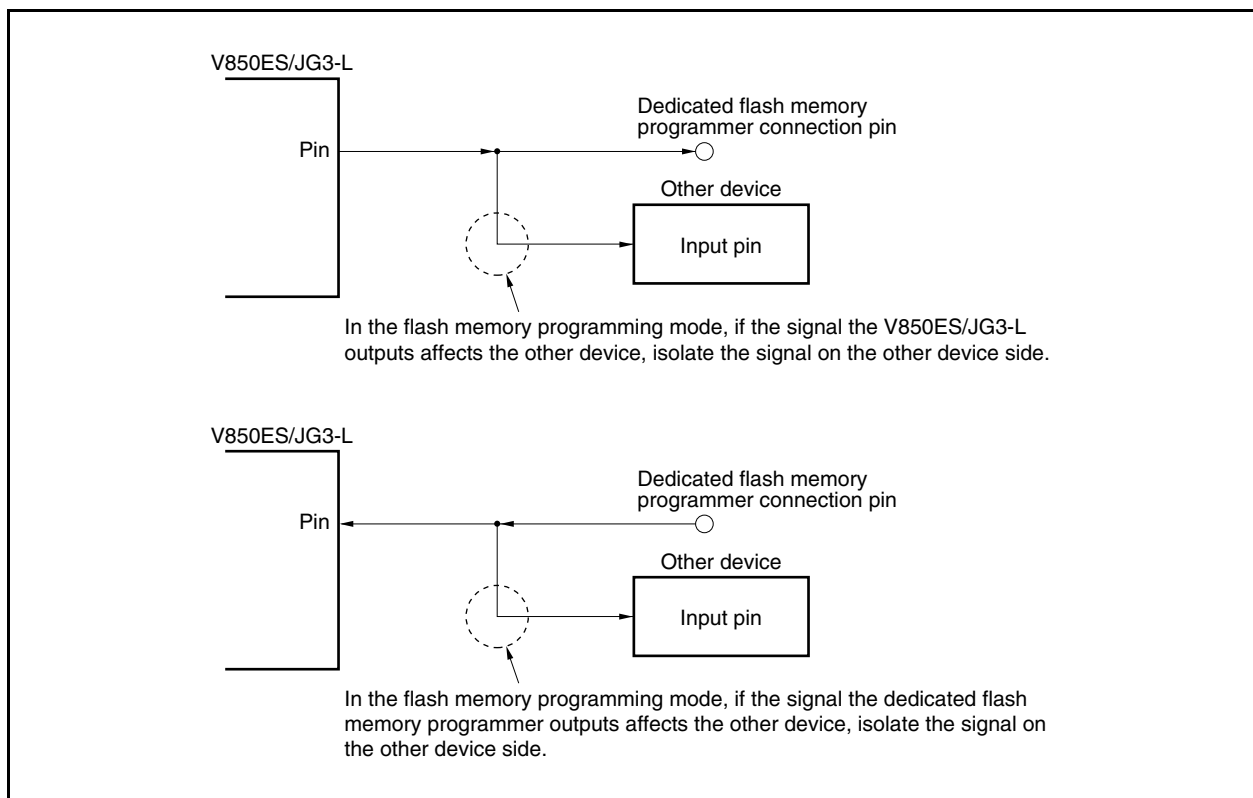 V850ES/JG3-L
Dedicated flash memory
programmer connection pin
Pin
Other device
Input pin
In the flash memory programming mode, if the signal the V850ES/JG3-L
outputs affects the other device, isolate the signal on the other device side.
V850ES/JG3-L
Dedicated flash memory
programmer connection pin
Pin
Other device
Input pin
In the flash memory programming mode, if the signal the dedicated flash
memory programmer outputs affects the other device, isolate the signal on
the other device side.